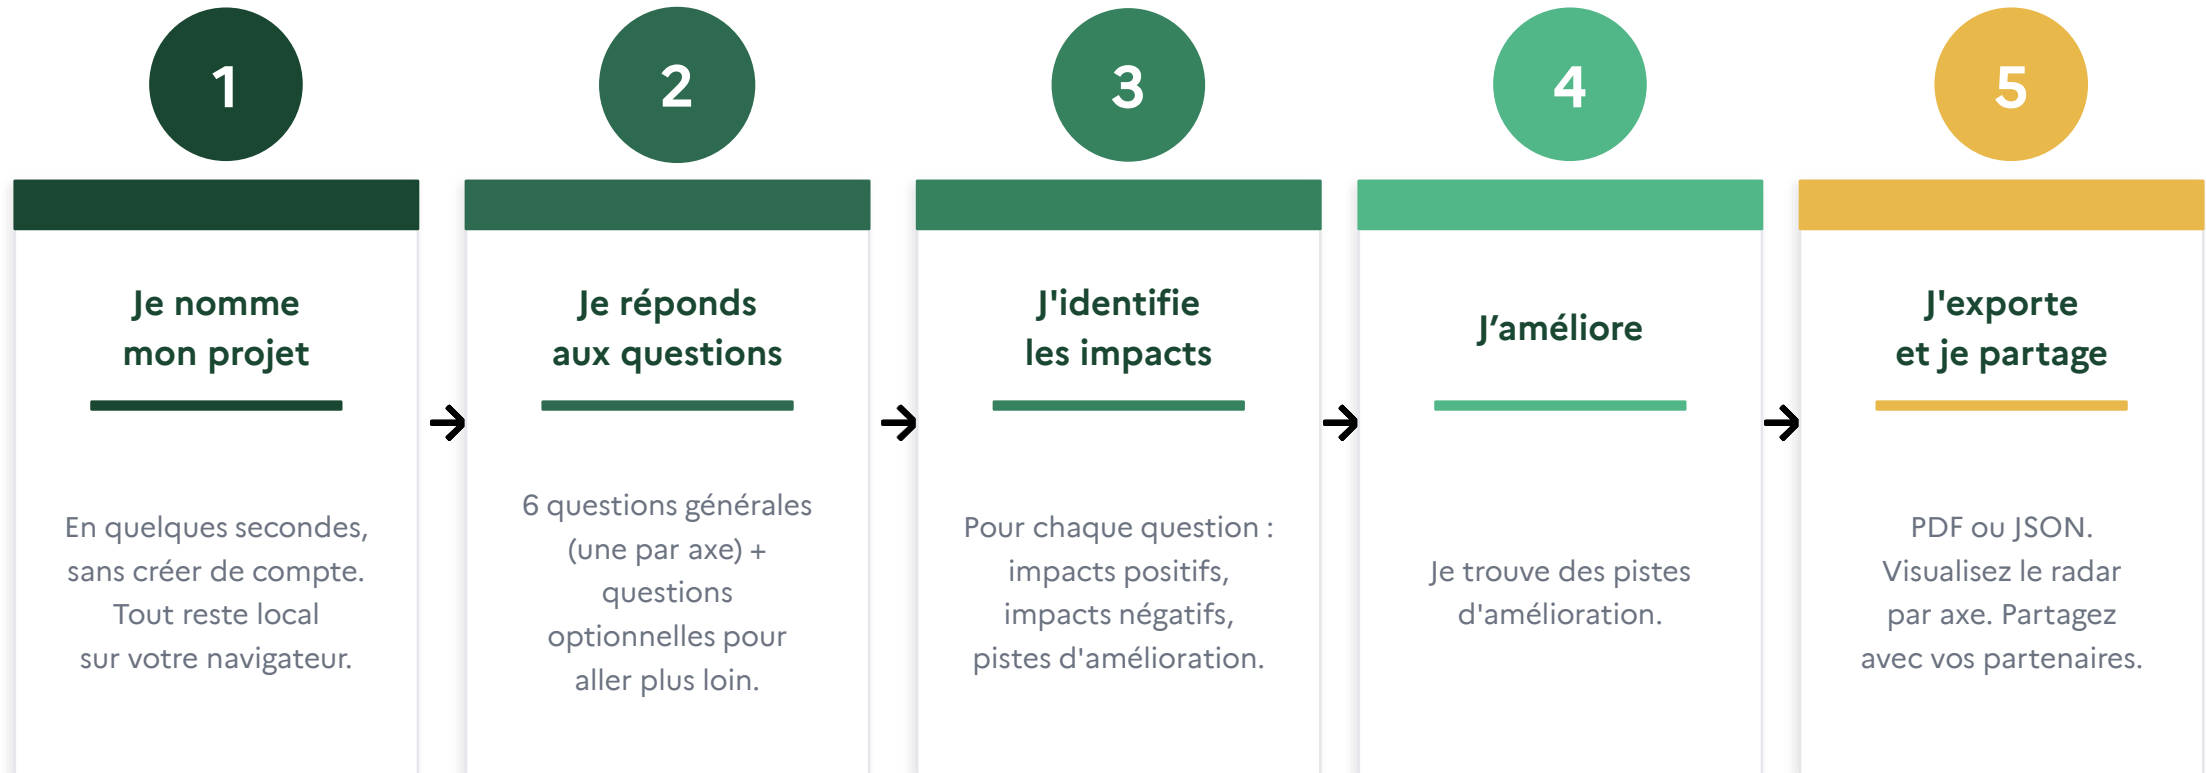 1
Je nomme
mon projet
En quelques secondes,
sans créer de compte.
Tout reste local
sur votre navigateur.
2
Je réponds
aux questions
6 questions générales
(une par axe) +
questions
optionnelles pour
aller plus loin.
3
J'identifie
les impacts
Pour chaque question :
impacts positifs,
impacts négatifs,
pistes d'amélioration.
4
J’améliore
Je trouve des pistes
d'amélioration.
5
J'exporte
et je partage
PDF ou JSON.
Visualisez le radar
par axe. Partagez
avec vos partenaires.